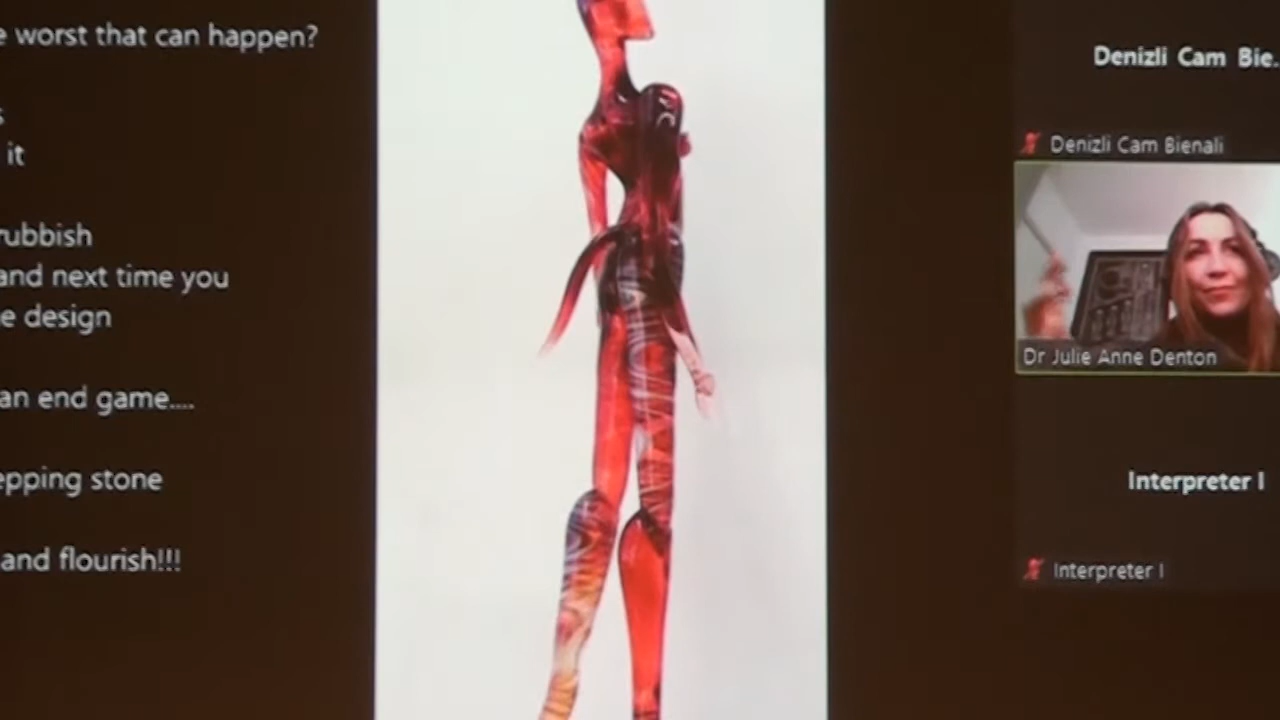 worst that can happen?
it
rubbish
and next time you
design
an end game....
stone
and flourish!!!
Denizli Cam Bie.
Denizli Cam Bienali
Dr Julie Anne Denton
Interpreter I
Interpreter I